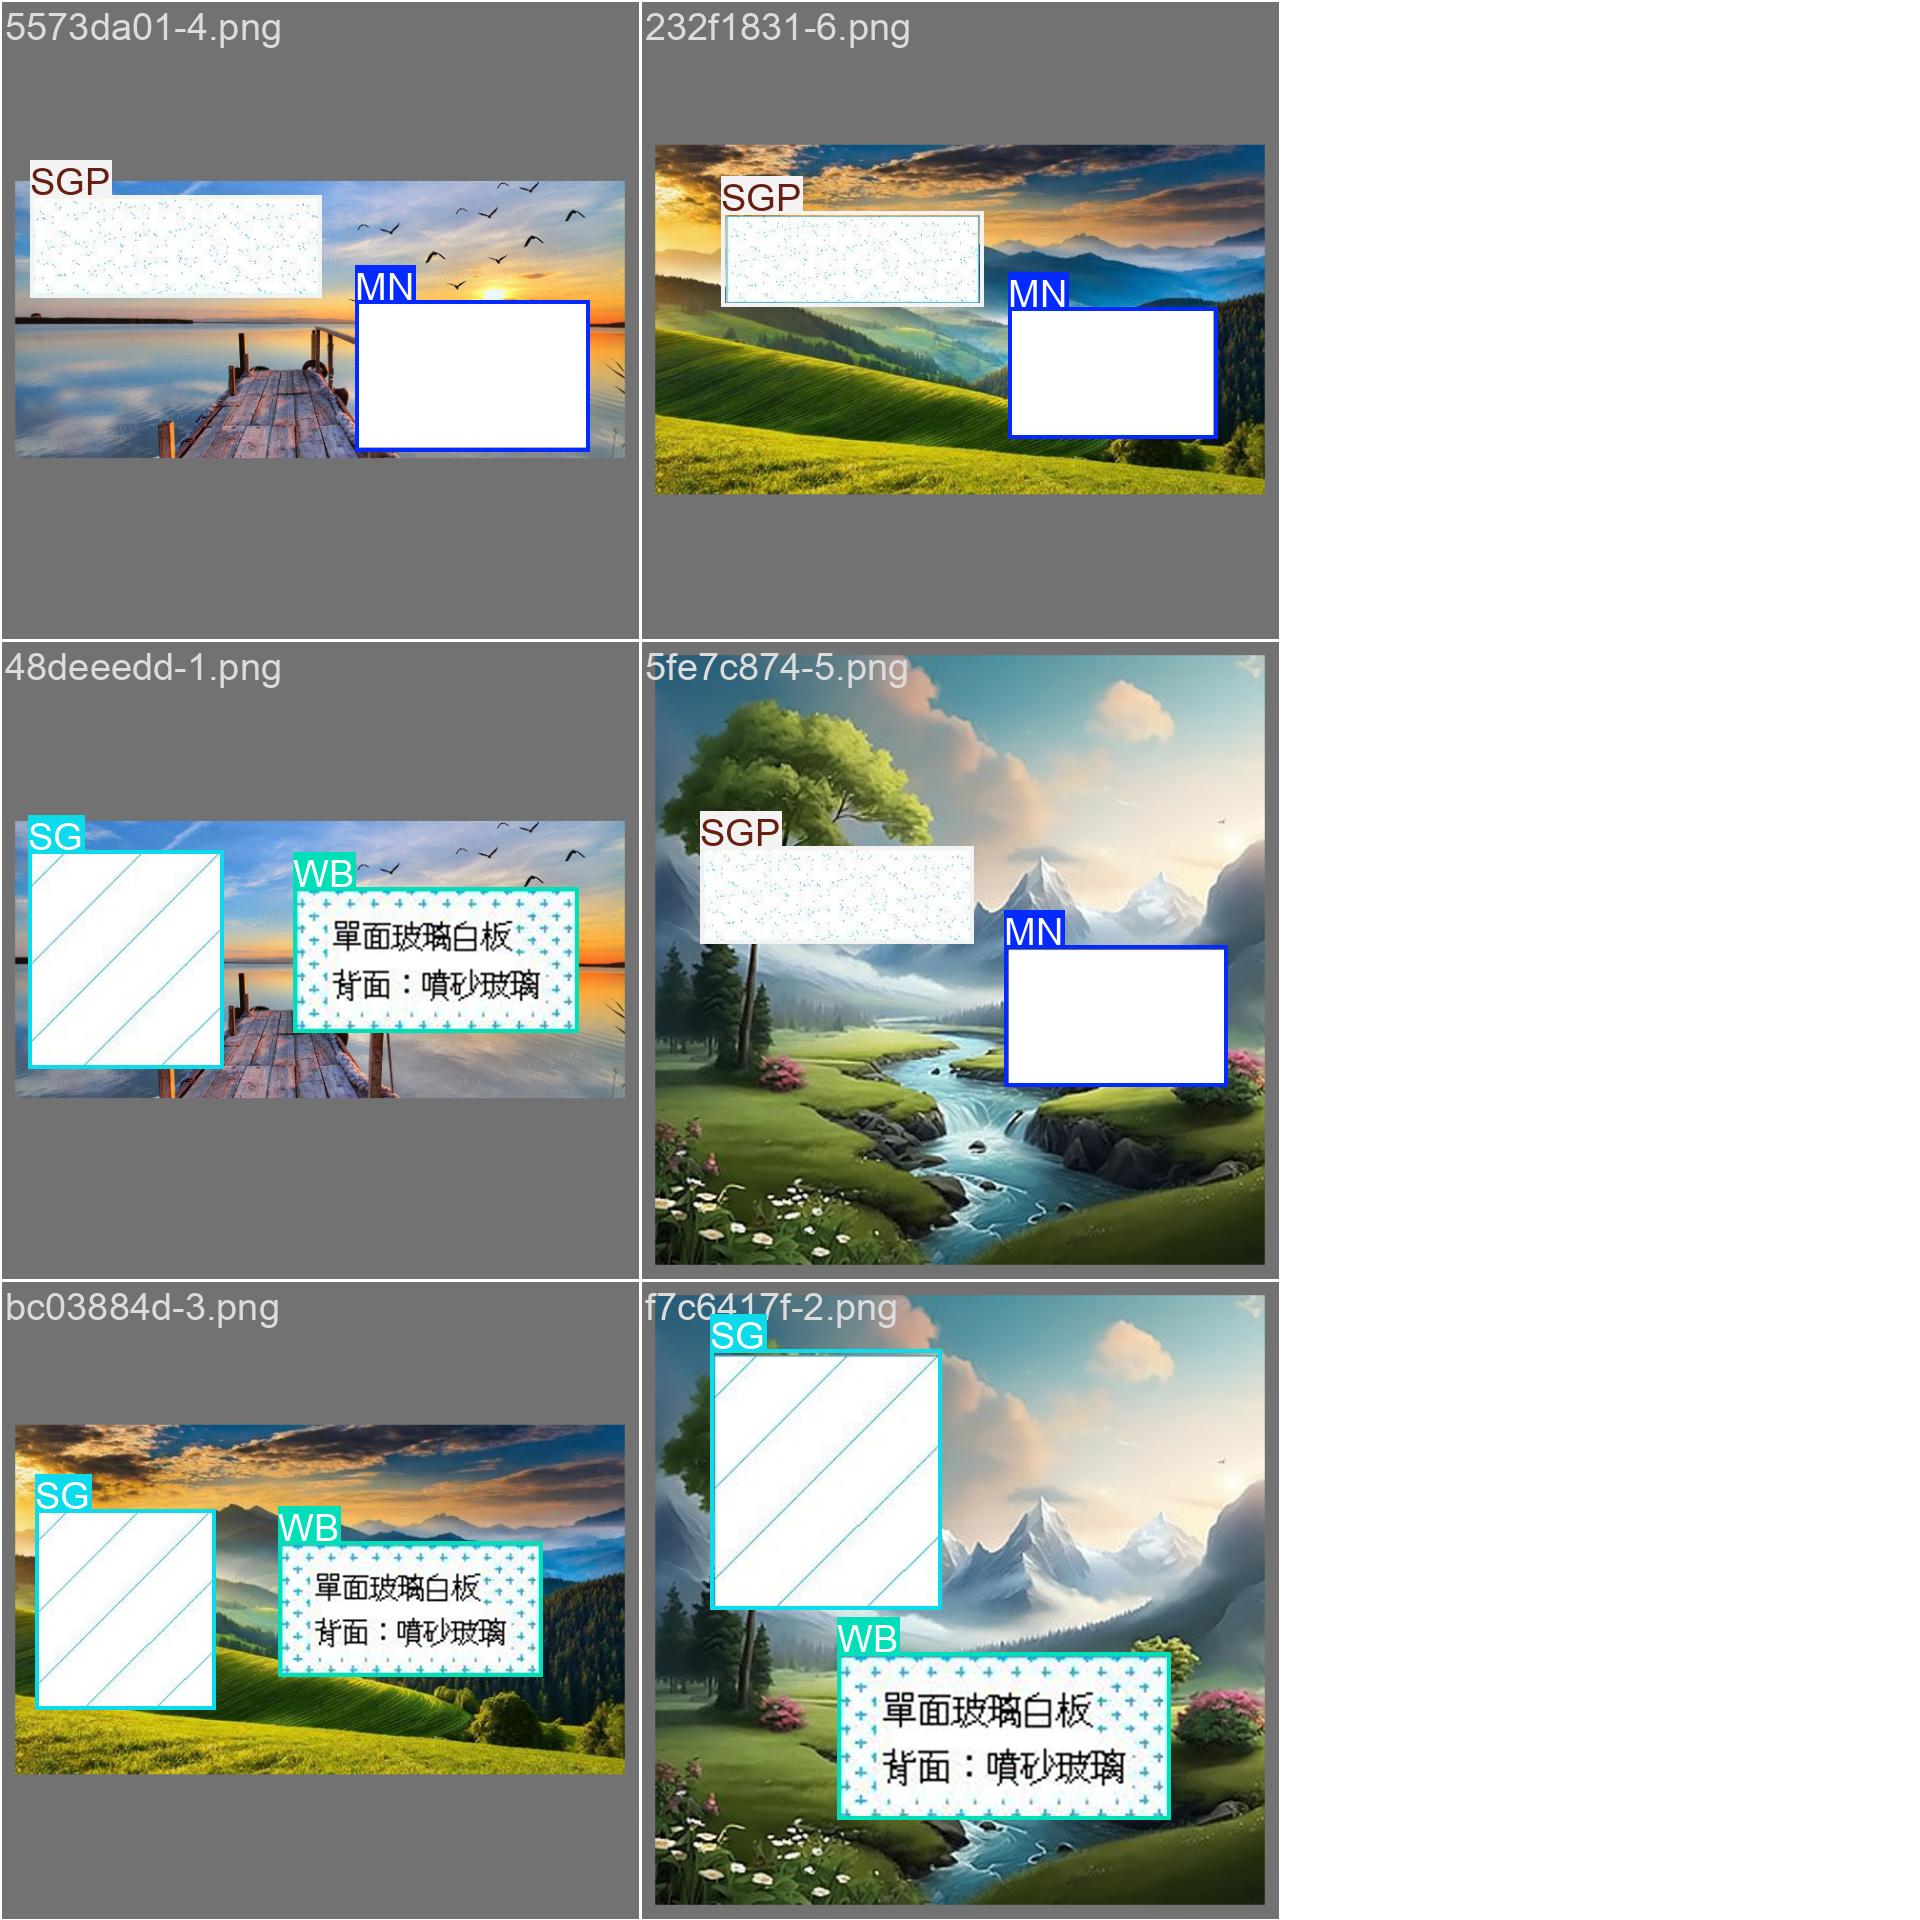 5573da01-4.png
232f1831-6.png
SGP
SGP
MN
MN
48deeedd-1.png
5fe7c874-5.png
SG
WB
單面玻璃白板
背面：噴砂玻璃
SGP
MN
bc03884d-3.png
f7c6417f-2.png
SG
SG
WB
單面玻璃白板
背面：噴砂玻璃
WB
單面玻璃白板
背面：噴砂玻璃